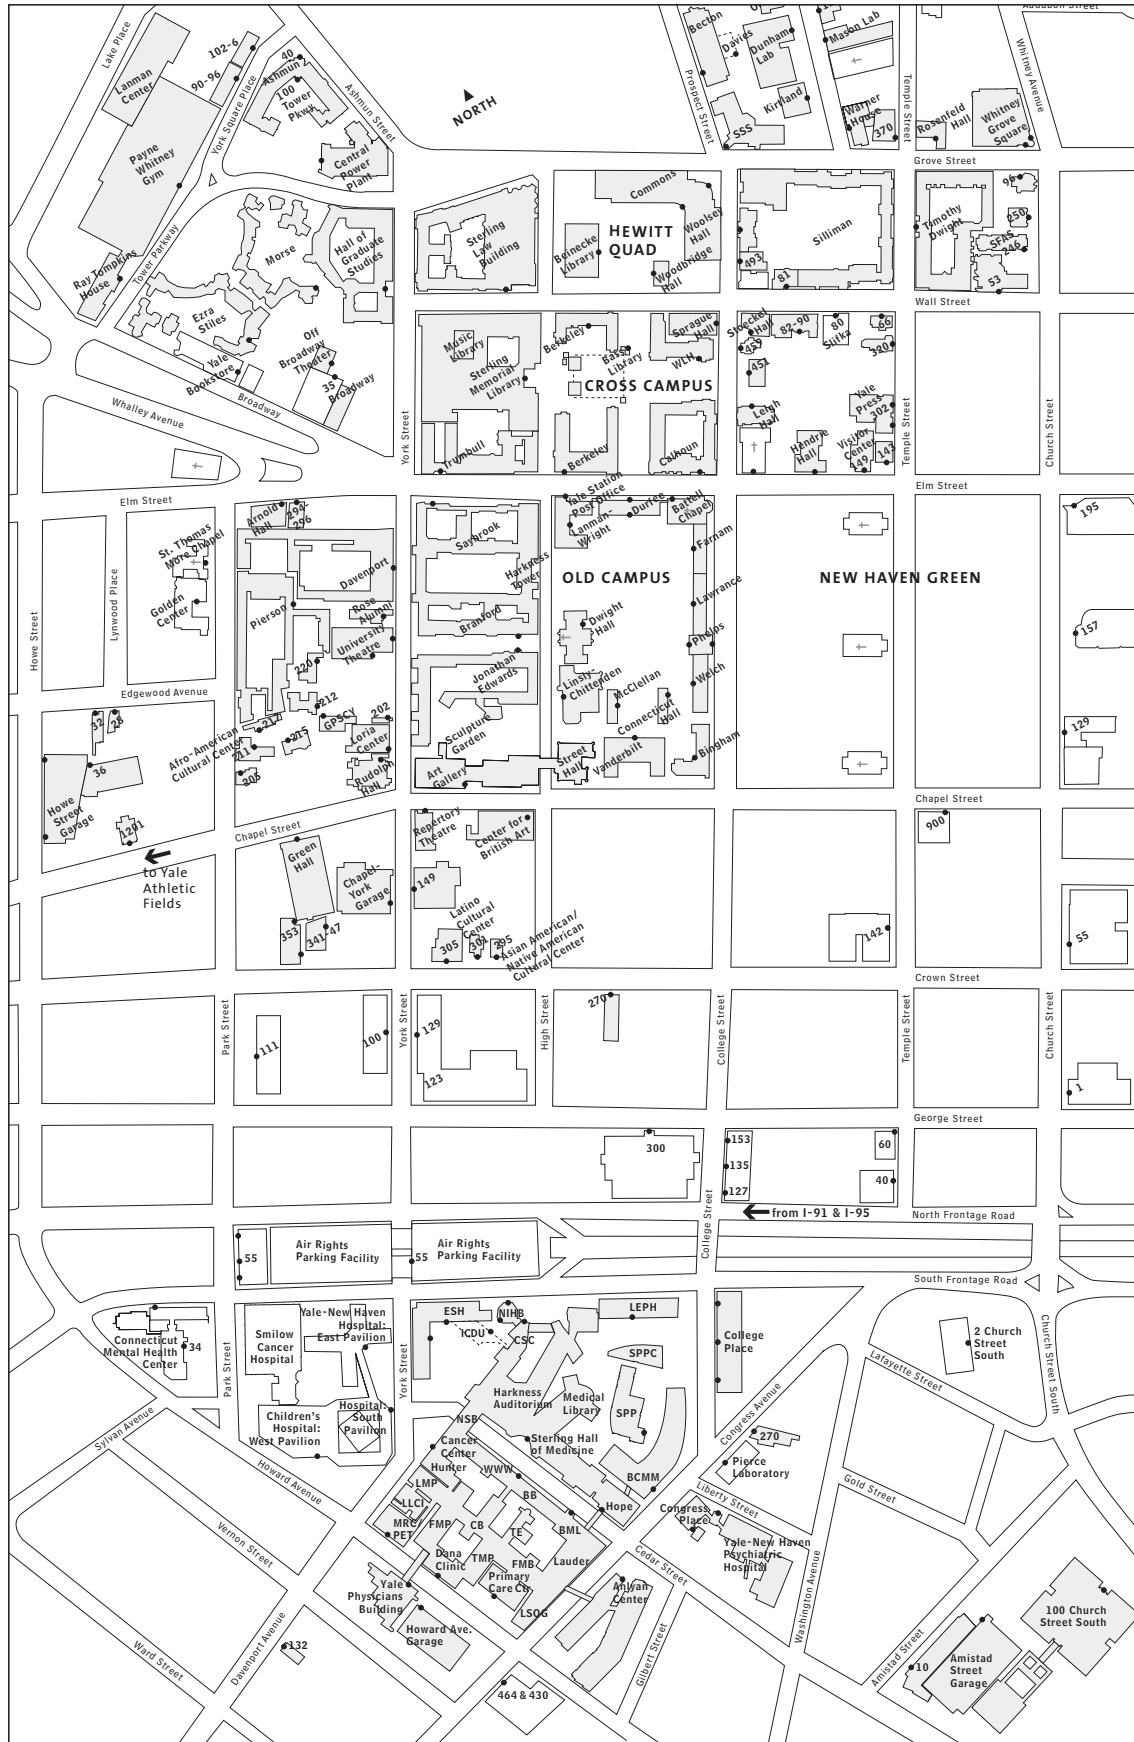 Lake Place
102-6
90-96
Lanman
Center
York Square Place
40
Ashmun
100
Tower
Pkwy
Ashmun Street
NORTH
Becton
Davies
Dunham
Lab
Mason Lab
Audubon Street
Whitney Avenue
Prospect Street
Kirtland
SSS
Warner
House
370
Temple Street
Rosenfeld
Hall
Whitney
Grove
Square
Payne
Whitney
Gym
Central
Power
Plant
Grove Street
Tower Parkway
Ray Tompkins
House
Morse
Hall of
Graduate
Studies
Ezra
Stiles
Sterling
Law
Building
Commons
Woolsey
Hall
HEWITT
QUAD
Beinecke
Library
Woodbridge
Hall
Silliman
493
81
Timothy
Dwight
96
250
SFAS
246
53
Wall Street
Yale
Bookstore
Off
Broadway
Theater
35
Broadway
Broadway
Whalley Avenue
York Street
Music
Library
Sterling
Memorial
Library
Berkeley
Bass
Library
Sprague
Hall
WLH
CROSS CAMPUS
Trumbull
Berkeley
Calhoun
Stoeckel
Hall
459
451
82-90
80
Slifka
66
320
Yale
Press
302
Leigh
Hall
Hendrie
Hall
Visitor
Center
149
143
Temple Street
Church Street
Elm Street
Elm Street
Arnold
Hall
294-
296
St. Thomas
More Chapel
Golden
Center
Lynwood Place
Howe Street
Davenport
Pierson
Rose
Alumni
University
Theatre
220
Saybrook
Harkness
Tower
Branford
Jonathan
Edwards
Yale Station
Post Office
Durfee
Battell
Chapel
Lanman-
Wright
Farnam
OLD CAMPUS
NEW HAVEN GREEN
Lawrance
Dwight
Hall
Phelps
Linsly-
Chittenden
McClellan
Welch
Connecticut
Hall
Vanderbilt
Bingham
Street
Hall
195
157
129
Edgewood Avenue
32
28
36
Howe
Street
Garage
1201
Afro-American
Cultural Center
211
217
215
205
212
GPSCY
202
Loria
Center
Rudolph
Hall
Sculpture
Garden
Art
Gallery
Chapel Street
Chapel Street
to Yale
Athletic
Fields
Green
Hall
Chapel-
York
Garage
353
341-47
Repertory
Theatre
Center for
British Art
149
Latino
Cultural
Center
305
301
295
Asian American/
Native American
Cultural Center
900
142
55
Crown Street
Park Street
111
100
York Street
129
123
High Street
270
College Street
Temple Street
Church Street
1
George Street
300
153
135
127
60
40
from I-91 & I-95
North Frontage Road
College Street
55
Air Rights
Parking Facility
55
Air Rights
Parking Facility
South Frontage Road
Connecticut
Mental Health
Center
34
Park Street
Smilow
Cancer
Hospital
Yale-New Haven
Hospital:
East Pavilion
Children's
Hospital:
West Pavilion
Hospital:
South
Pavilion
York Street
ESH
NIHB
ICDU
CSC
LEPH
SPPC
Harkness
Auditorium
Medical
Library
SPP
NSB
Sterling Hall
of Medicine
BCMM
College
Place
Congress Avenue
2 Church
Street
South
Lafayette Street
Church Street South
Sylvan Avenue
Howard Avenue
Cancer
Center
Hunter
WWW
LMP
LLCI
MRC/
PET
FMP
CB
BB
TE
BML
Hope
Dana
Clinic
TMP
FMB
Lauder
Primary
Care Ctr
LSOG
270
Pierce
Laboratory
Gold Street
Liberty Street
Congress
Place
Yale-New Haven
Psychiatric
Hospital
Cedar Street
Vernon Street
Yale
Physicians
Building
Howard Ave.
Garage
Anlyan
Center
Gilbert Street
Washington Avenue
Amistad Street
100 Church
Street South
10
Amistad
Street
Garage
Davenport Avenue
132
Ward Street
464 & 430